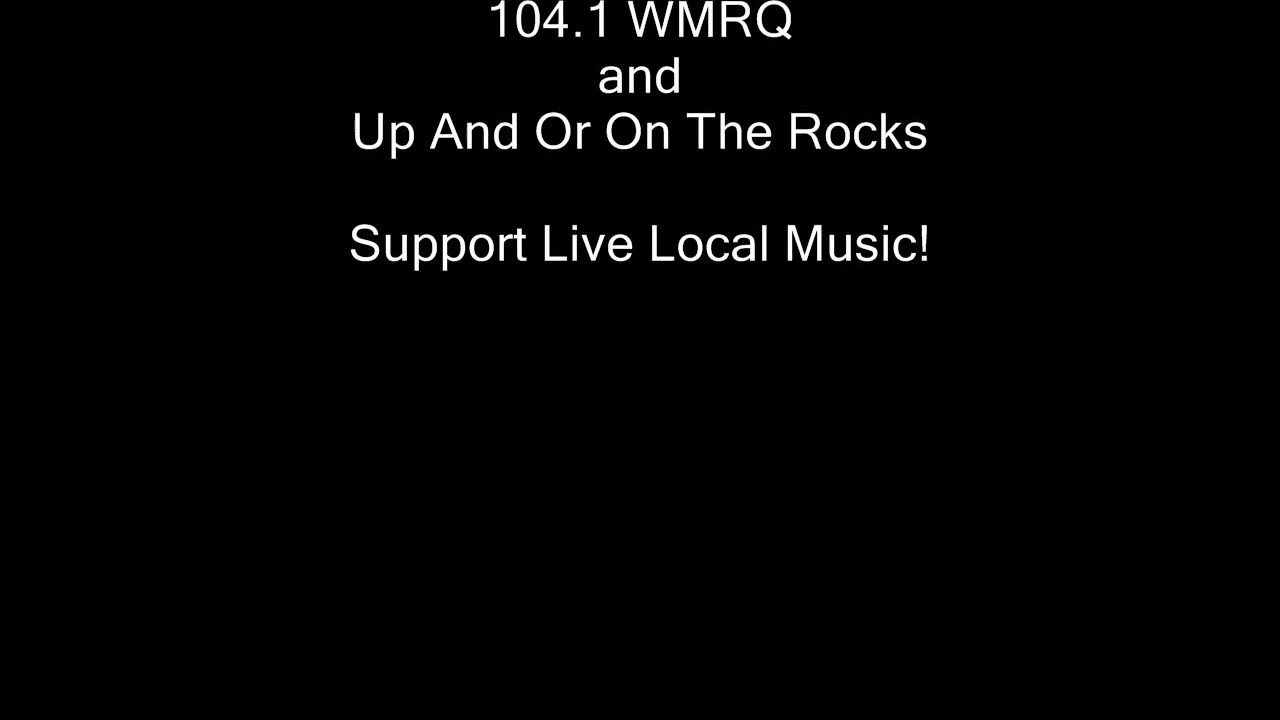 104.1 WMRQ
and
Up And Or On The Rocks
Support Live Local Music!